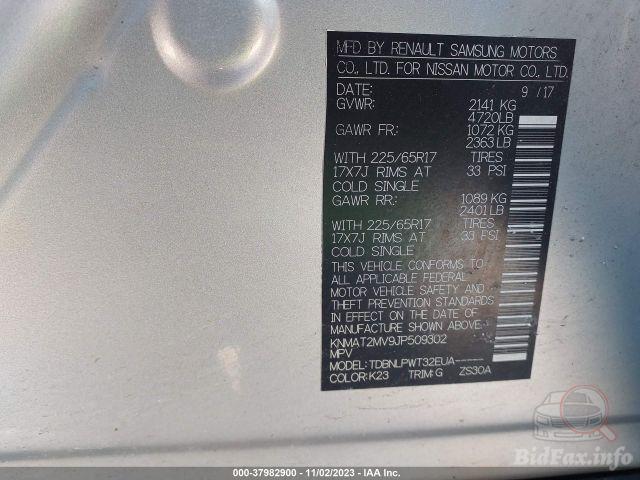 MFD BY RENAULT SAMSUNG MOTORS
CO., LTD. FOR NISSAN MOTOR CO., LTD.
DATE: 9 /17
GVWR: 2141 KG
4720LB
GAWR FR.: 1072 KG
2363 LB
WITH 225/65R17 TIRES
17X7J RIMS AT 33 PSI
COLD SINGLE
GAWR RR.: 1089 KG
2401 LB
WITH 225/65R17 TIRES
17X7J RIMS AT 33 PSI
COLD SINGLE
THIS VEHICLE CONFORMS TO
ALL APPLICABLE FEDERAL
MOTOR VEHICLE SAFETY AND
THEFT PREVENTION STANDARDS
IN EFFECT ON THE DATE OF
MANUFACTURE SHOWN ABOVE.
KNMAT2MV9JP509302
MPV
MODEL: TDBNLPWT32EUA-----
COLOR: K23 TRIM: G ZS30A
BidFax.info
000-37982900 - 11/02/2023 - IAA Inc.